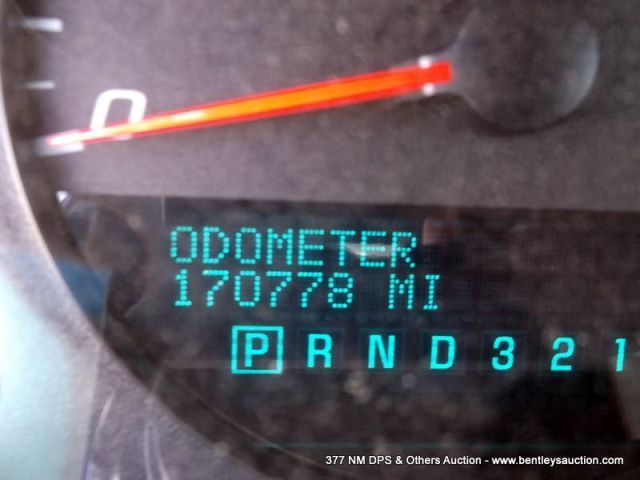 0
ODOMETER
170778 MI
P R N D 3 2 1
377 NM DPS & Others Auction - www.bentleysauction.com